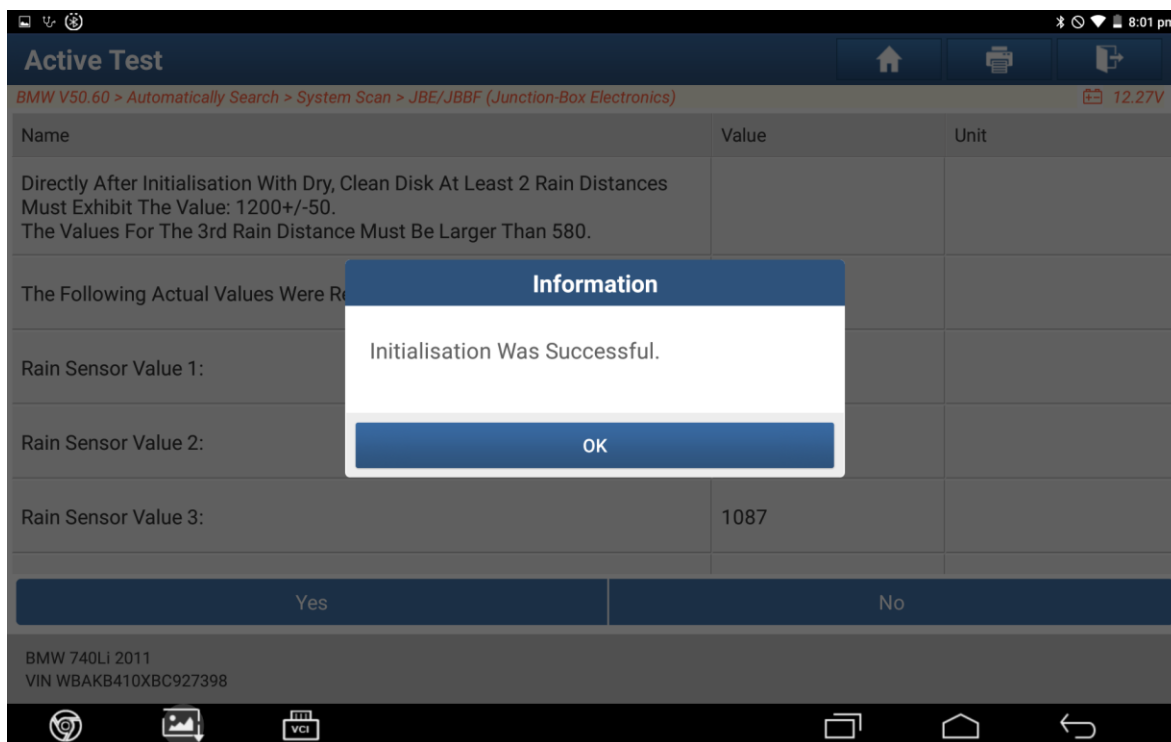 8:01 pm
Active Test
BMW V50.60 > Automatically Search > System Scan > JBE/JBBF (Junction-Box Electronics)
12.27V
Name Value Unit
Directly After Initialisation With Dry, Clean Disk At Least 2 Rain Distances
Must Exhibit The Value: 1200+/-50.
The Values For The 3rd Rain Distance Must Be Larger Than 580.
The Following Actual Values Were
Information
Initialisation Was Successful.
OK
Rain Sensor Value 1:
Rain Sensor Value 2:
Rain Sensor Value 3: 1087
Yes No
BMW 740Li 2011
VIN WBAKB410XBC927398
VCI